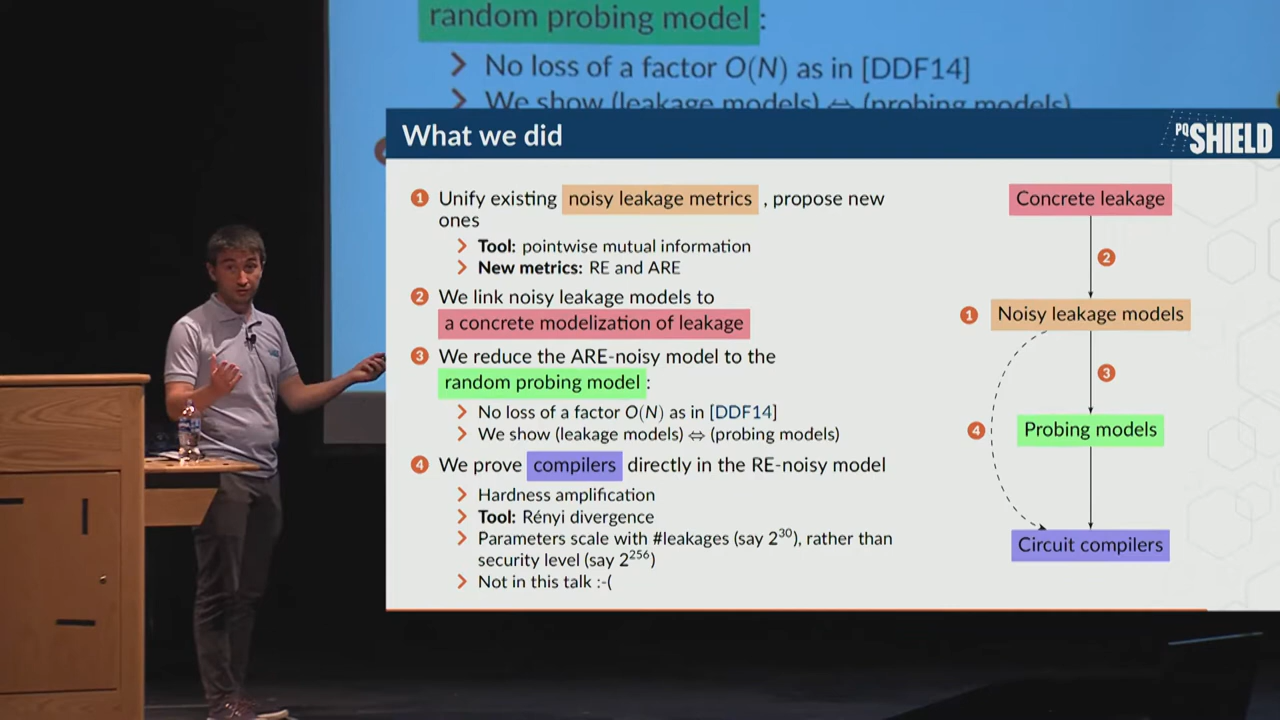 random probing model :
No loss of a factor O(N) as in [DDF14]
We show (leakage models) ⇔ (probing models)
What we did
PQSHIELD
1 Unify existing noisy leakage metrics , propose new
ones
Tool: pointwise mutual information
New metrics: RE and ARE
2 We link noisy leakage models to
a concrete modelization of leakage
3 We reduce the ARE-noisy model to the
random probing model :
No loss of a factor O(N) as in [DDF14]
We show (leakage models) ⇔ (probing models)
4 We prove compilers directly in the RE-noisy model
Hardness amplification
Tool: Rényi divergence
Parameters scale with #leakages (say 2^30), rather than
security level (say 2^256)
Not in this talk :-(
Concrete leakage
2
1 Noisy leakage models
3
4 Probing models
Circuit compilers